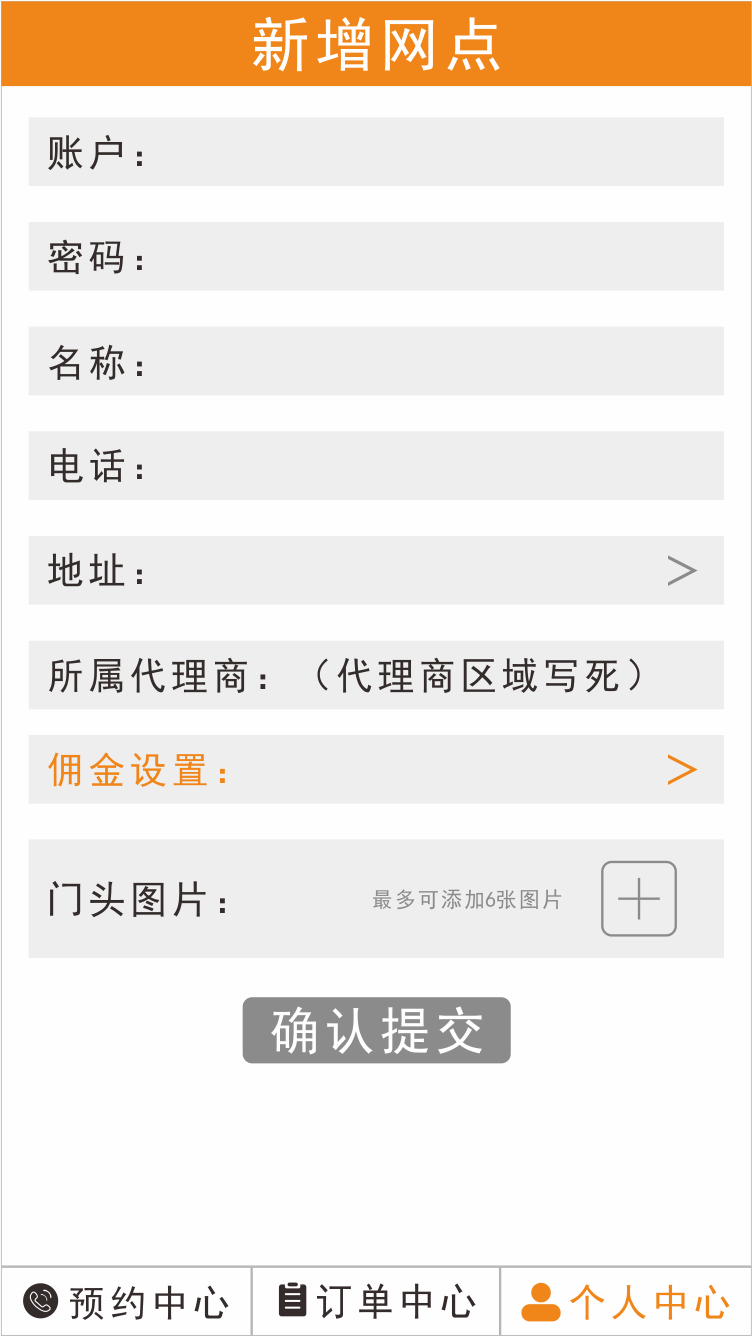 新增网点
账户：
密码：
名称：
电话：
地址： >
所属代理商：（代理商区域写死）
佣金设置： >
门头图片： 最多可添加6张图片
确认提交
预约中心 订单中心 个人中心